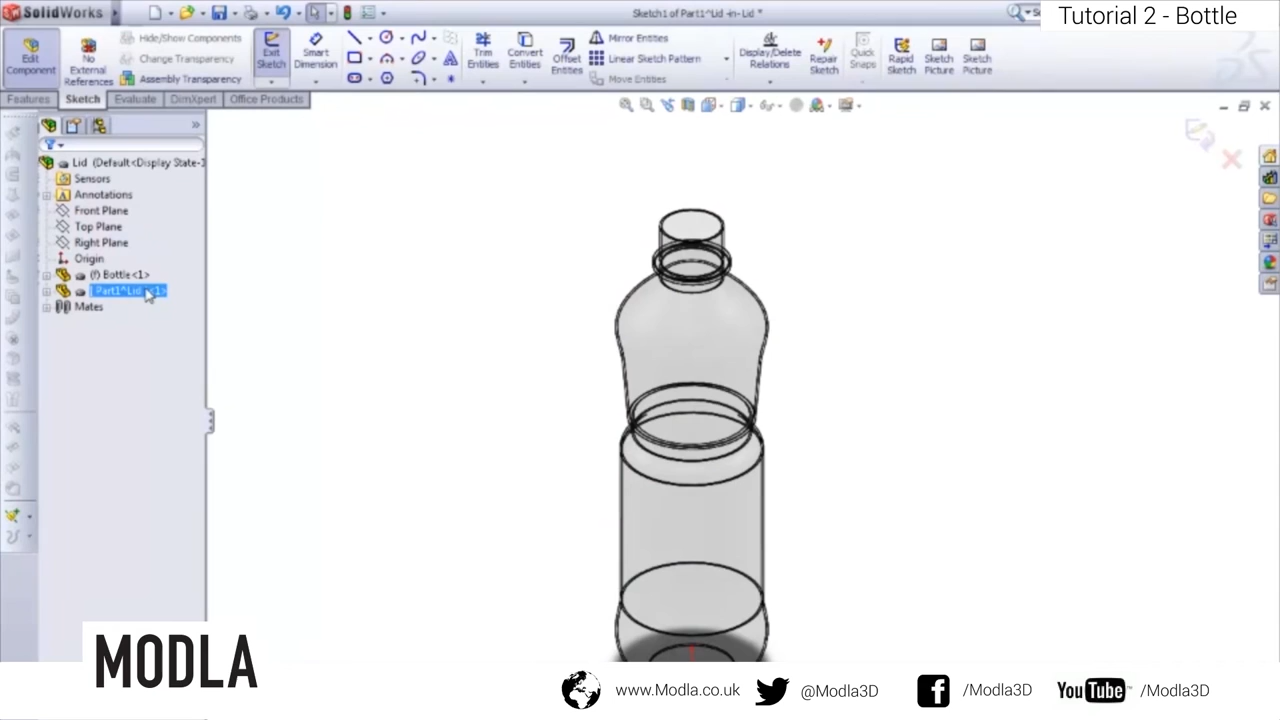 SolidWorks
Sketch1 of Part1^Lid -in- Lid *
Tutorial 2 - Bottle
Edit Component
No External References
Hide/Show Components
Change Transparency
Assembly Transparency
Exit Sketch
Smart Dimension
Trim Entities
Convert Entities
Offset Entities
Mirror Entities
Linear Sketch Pattern
Move Entities
Display/Delete Relations
Repair Sketch
Quick Snaps
Rapid Sketch
Sketch Picture
Sketch Picture
Features
Sketch
Evaluate
DimXpert
Office Products
Lid (Default<Display State-1
Sensors
Annotations
Front Plane
Top Plane
Right Plane
Origin
(f) Bottle<1>
Mates
MODLA
www.Modla.co.uk
@Modla3D
/Modla3D
YouTube
/Modla3D